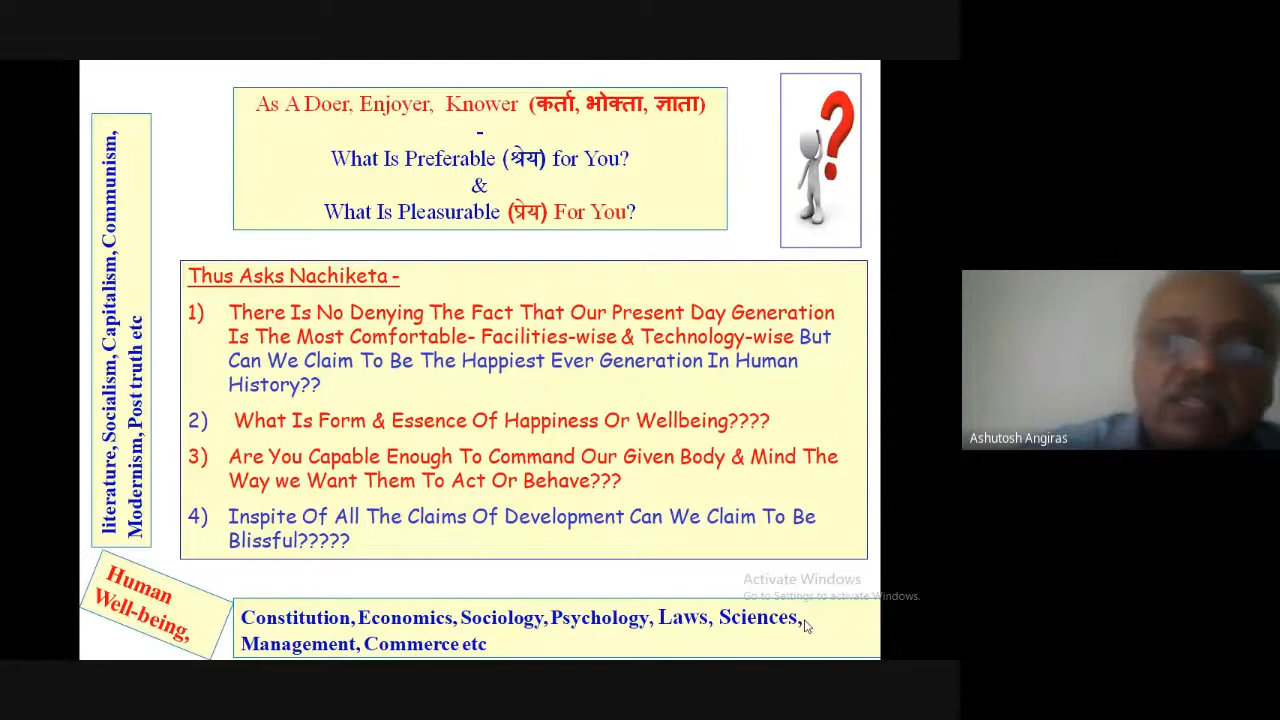 As A Doer, Enjoyer, Knower (कर्ता, भोक्ता, ज्ञाता)
-
What Is Preferable (श्रेय) for You?
&
What Is Pleasurable (प्रेय) For You?
literature, Socialism, Capitalism, Communism,
Modernism, Post truth etc
Thus Asks Nachiketa -
1) There Is No Denying The Fact That Our Present Day Generation
Is The Most Comfortable- Facilities-wise & Technology-wise But
Can We Claim To Be The Happiest Ever Generation In Human
History??
2) What Is Form & Essence Of Happiness Or Wellbeing????
3) Are You Capable Enough To Command Our Given Body & Mind The
Way we Want Them To Act Or Behave???
4) Inspite Of All The Claims Of Development Can We Claim To Be
Blissful?????
Human
Well-being,
Constitution, Economics, Sociology, Psychology, Laws, Sciences,
Management, Commerce etc
Activate Windows
Go to Settings to activate Windows.
Ashutosh Angiras